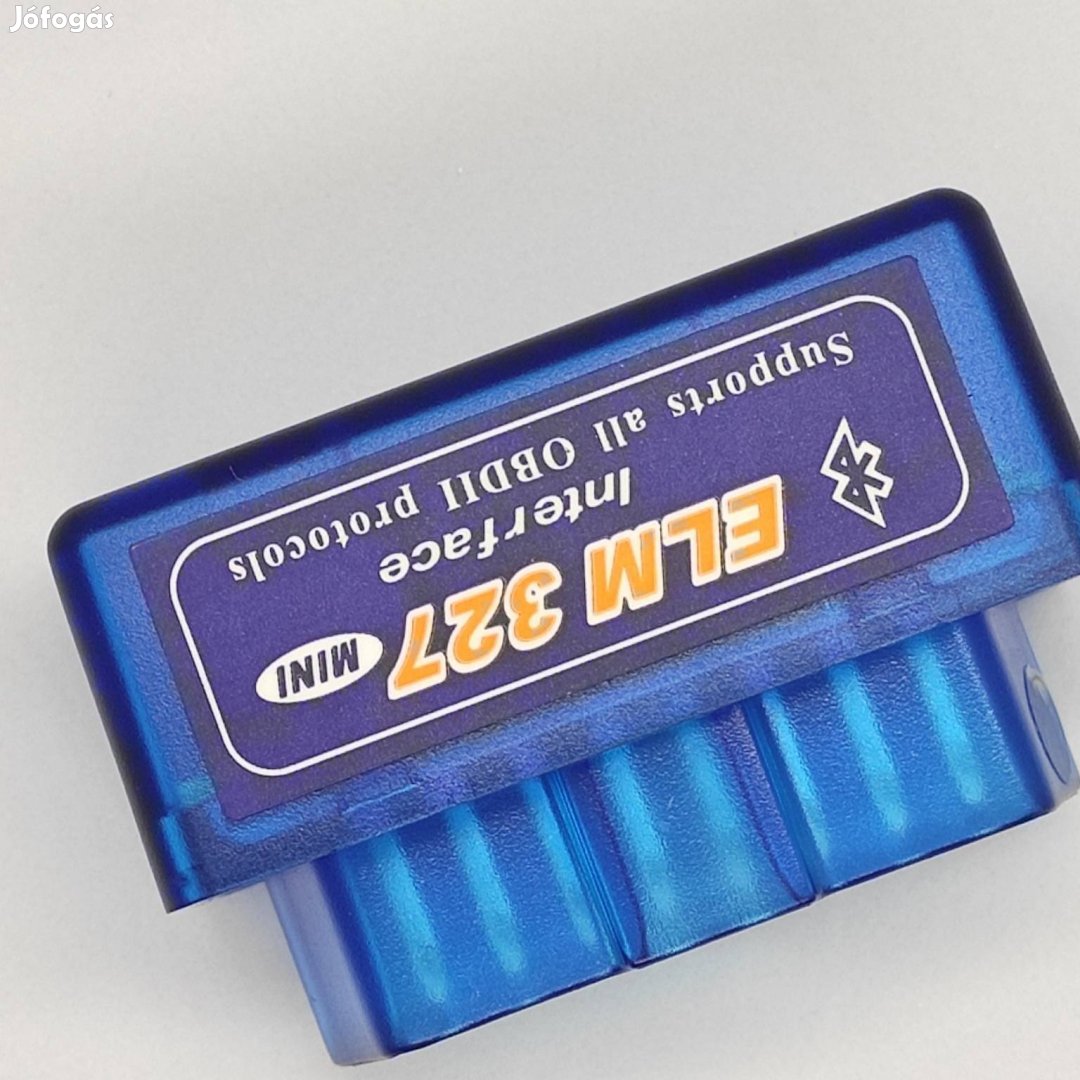 Jófogás
ELM 327 MINI
Interface
Supports all OBDII protocols